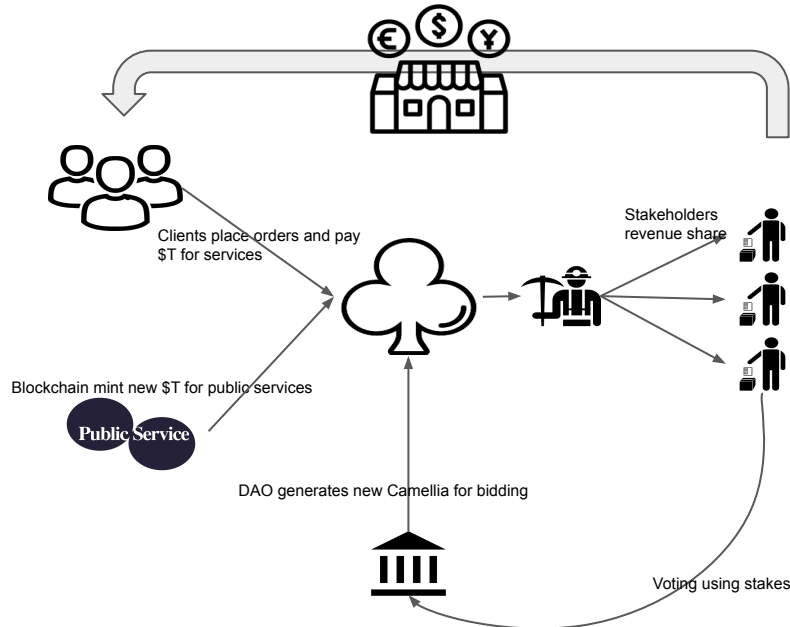 € $ ¥
Stakeholders
revenue share
Clients place orders and pay
$T for services
Blockchain mint new $T for public services
Public Service
DAO generates new Camellia for bidding
Voting using stakes